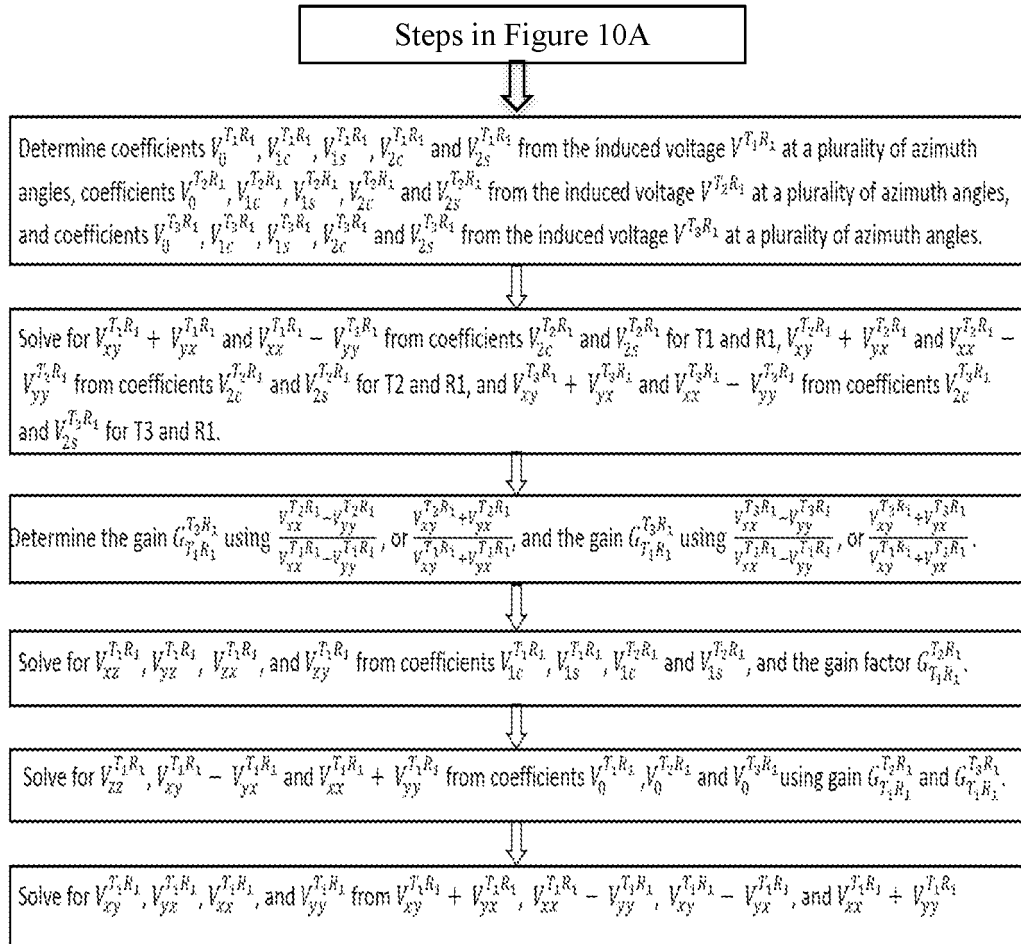 Steps in Figure 10A
Determine coefficients V_0^{T_1R_1}, V_{1c}^{T_1R_1}, V_{1s}^{T_1R_1}, V_{2c}^{T_1R_1} and V_{2s}^{T_1R_1} from the induced voltage V^{T_1R_1} at a plurality of azimuth
angles, coefficients V_0^{T_2R_1}, V_{1c}^{T_2R_1}, V_{1s}^{T_2R_1}, V_{2c}^{T_2R_1} and V_{2s}^{T_2R_1} from the induced voltage V^{T_2R_1} at a plurality of azimuth angles,
and coefficients V_0^{T_3R_1}, V_{1c}^{T_3R_1}, V_{1s}^{T_3R_1}, V_{2c}^{T_3R_1} and V_{2s}^{T_3R_1} from the induced voltage V^{T_3R_1} at a plurality of azimuth angles.
Solve for V_{xy}^{T_1R_1} + V_{yx}^{T_1R_1} and V_{xx}^{T_1R_1} − V_{yy}^{T_1R_1} from coefficients V_{2c}^{T_2R_1} and V_{2s}^{T_2R_1} for T1 and R1, V_{xy}^{T_2R_1} + V_{yx}^{T_2R_1} and V_{xx}^{T_2R_1} −
V_{yy}^{T_2R_1} from coefficients V_{2c}^{T_2R_1} and V_{2s}^{T_2R_1} for T2 and R1, and V_{xy}^{T_3R_1} + V_{yx}^{T_3R_1} and V_{xx}^{T_3R_1} − V_{yy}^{T_3R_1} from coefficients V_{2c}^{T_3R_1}
and V_{2s}^{T_3R_1} for T3 and R1.
Determine the gain G_{T_1R_1}^{T_2R_1} using \frac{V_{xx}^{T_2R_1}−V_{yy}^{T_2R_1}}{V_{xx}^{T_1R_1}−V_{yy}^{T_1R_1}}, or \frac{V_{xy}^{T_2R_1}+V_{yx}^{T_2R_1}}{V_{xy}^{T_1R_1}+V_{yx}^{T_1R_1}}, and the gain G_{T_1R_1}^{T_3R_1} using \frac{V_{xx}^{T_3R_1}−V_{yy}^{T_3R_1}}{V_{xx}^{T_1R_1}−V_{yy}^{T_1R_1}}, or \frac{V_{xy}^{T_3R_1}+V_{yx}^{T_3R_1}}{V_{xy}^{T_1R_1}+V_{yx}^{T_1R_1}}.
Solve for V_{xz}^{T_1R_1}, V_{yz}^{T_1R_1}, V_{zx}^{T_1R_1}, and V_{zy}^{T_1R_1} from coefficients V_{1c}^{T_1R_1}, V_{1s}^{T_1R_1}, V_{1c}^{T_2R_1} and V_{1s}^{T_2R_1}, and the gain factor G_{T_1R_1}^{T_2R_1}.
Solve for V_{zz}^{T_1R_1}, V_{xy}^{T_1R_1} − V_{yx}^{T_1R_1} and V_{xx}^{T_1R_1} + V_{yy}^{T_1R_1} from coefficients V_0^{T_1R_1}, V_0^{T_2R_1} and V_0^{T_3R_1} using gain G_{T_1R_1}^{T_2R_1} and G_{T_1R_1}^{T_3R_1}.
Solve for V_{xy}^{T_1R_1}, V_{yx}^{T_1R_1}, V_{xx}^{T_1R_1}, and V_{yy}^{T_1R_1} from V_{xy}^{T_1R_1} + V_{yx}^{T_1R_1}, V_{xx}^{T_1R_1} − V_{yy}^{T_1R_1}, V_{xy}^{T_1R_1} − V_{yx}^{T_1R_1}, and V_{xx}^{T_1R_1} + V_{yy}^{T_1R_1}